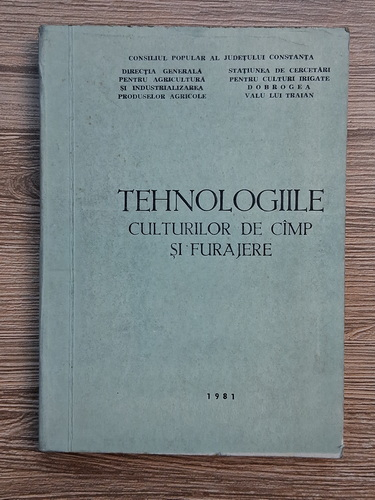 CONSILIUL POPULAR AL JUDEȚULUI CONSTANȚA
DIRECȚIA GENERALĂ
PENTRU AGRICULTURĂ
ȘI INDUSTRIALIZAREA
PRODUSELOR AGRICOLE
STAȚIUNEA DE CERCETĂRI
PENTRU CULTURI IRIGATE
DOBROGEA
VALU LUI TRAIAN
TEHNOLOGIILE
CULTURILOR DE CÎMP
ȘI FURAJERE
1981